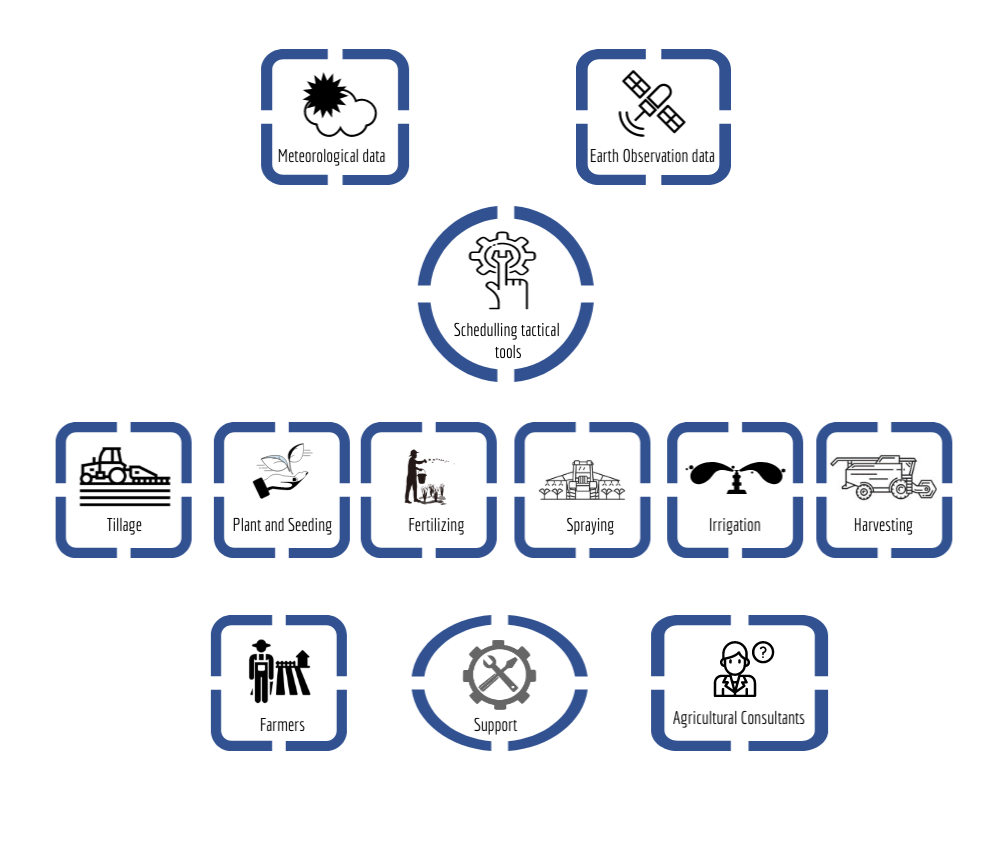 Meteorological data
Earth Observation data
Schedulling tactical
tools
Tillage
Plant and Seeding
Fertilizing
Spraying
Irrigation
Harvesting
Farmers
Support
?
Agricultural Consultants